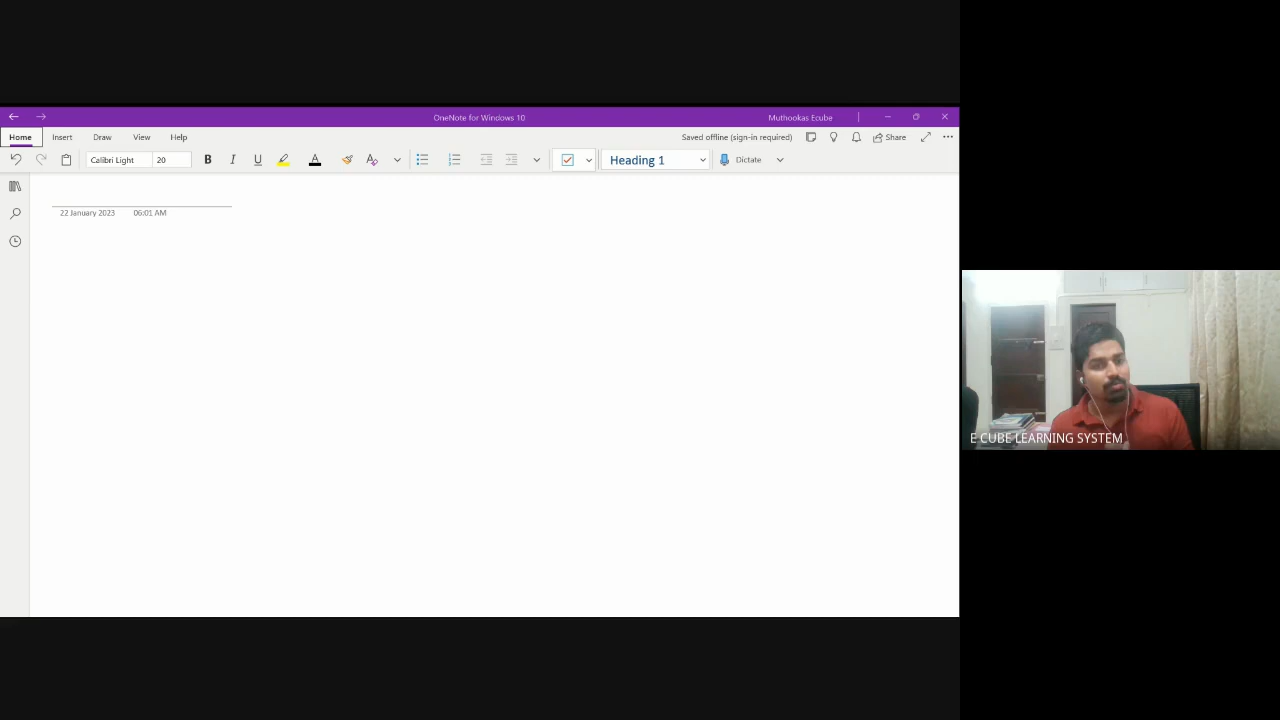 OneNote for Windows 10
Muthookas Ecube
Home Insert Draw View Help
Saved offline (sign-in required)
Share
Calibri Light 20
B I U A A
Heading 1
Dictate
22 January 2023 06:01 AM
E CUBE LEARNING SYSTEM